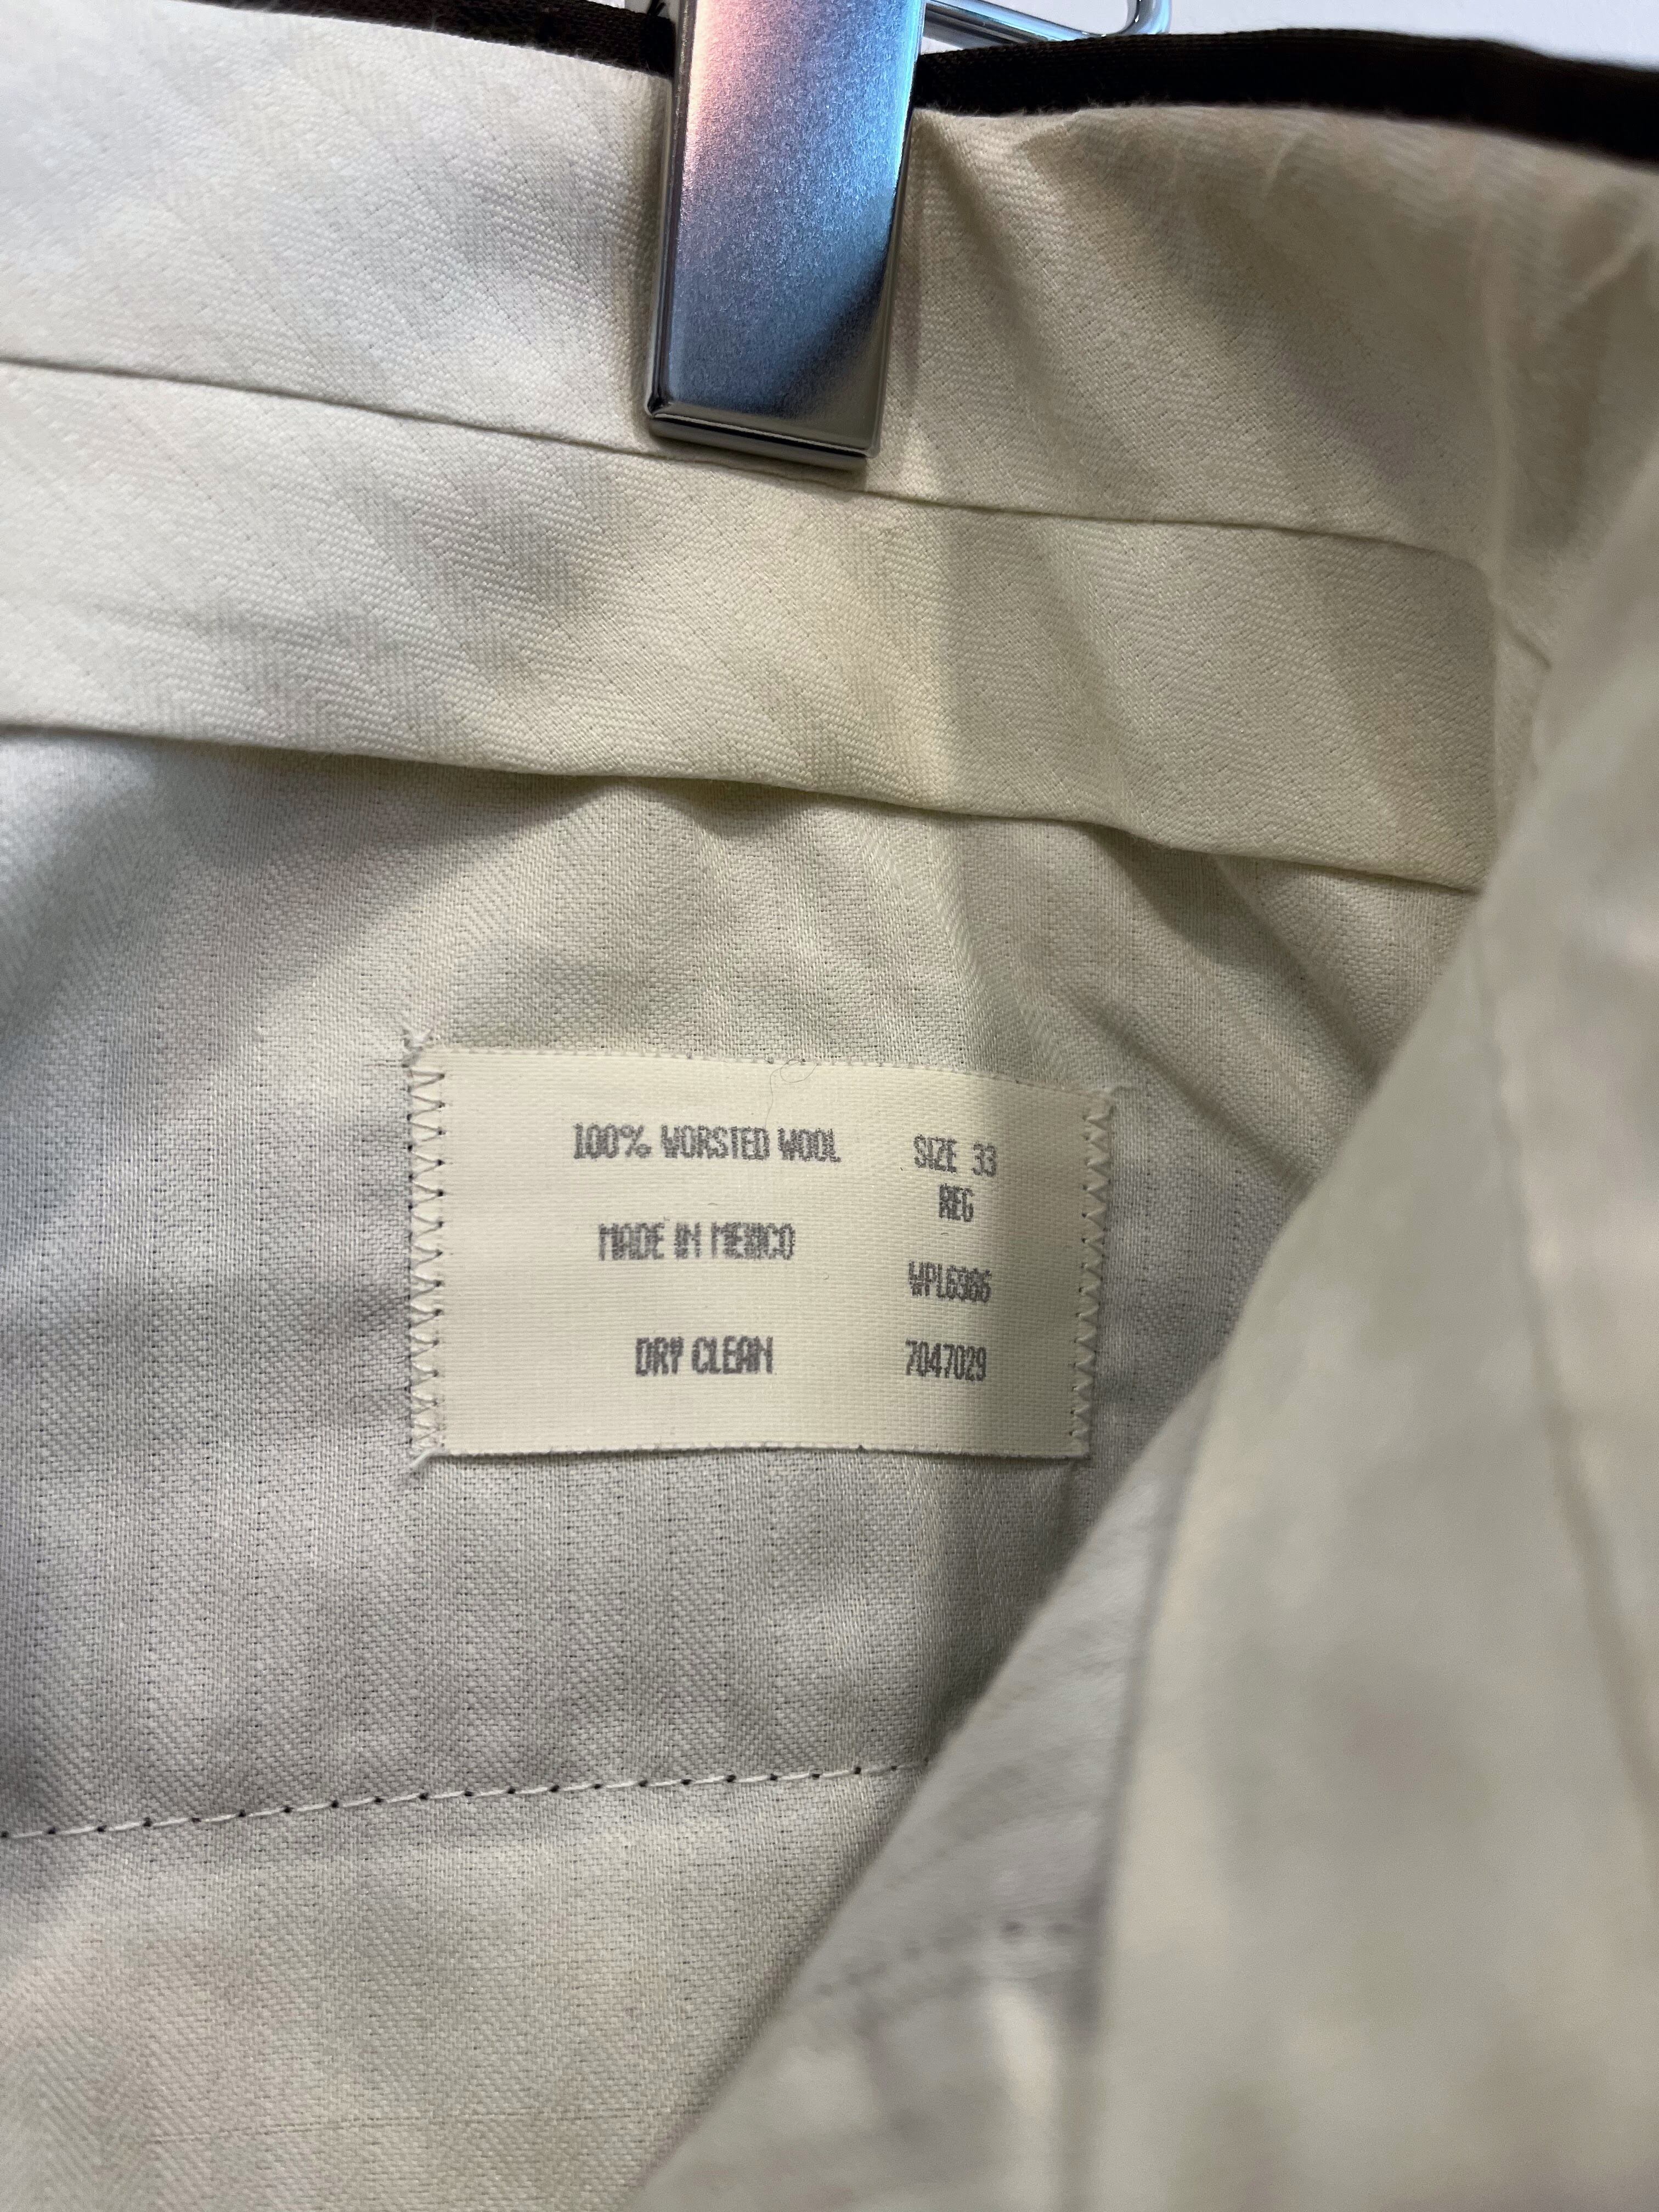 100% WORSTED WOOL
SIZE 33
REG
MADE IN MEXICO
WPL6986
DRY CLEAN
7047029